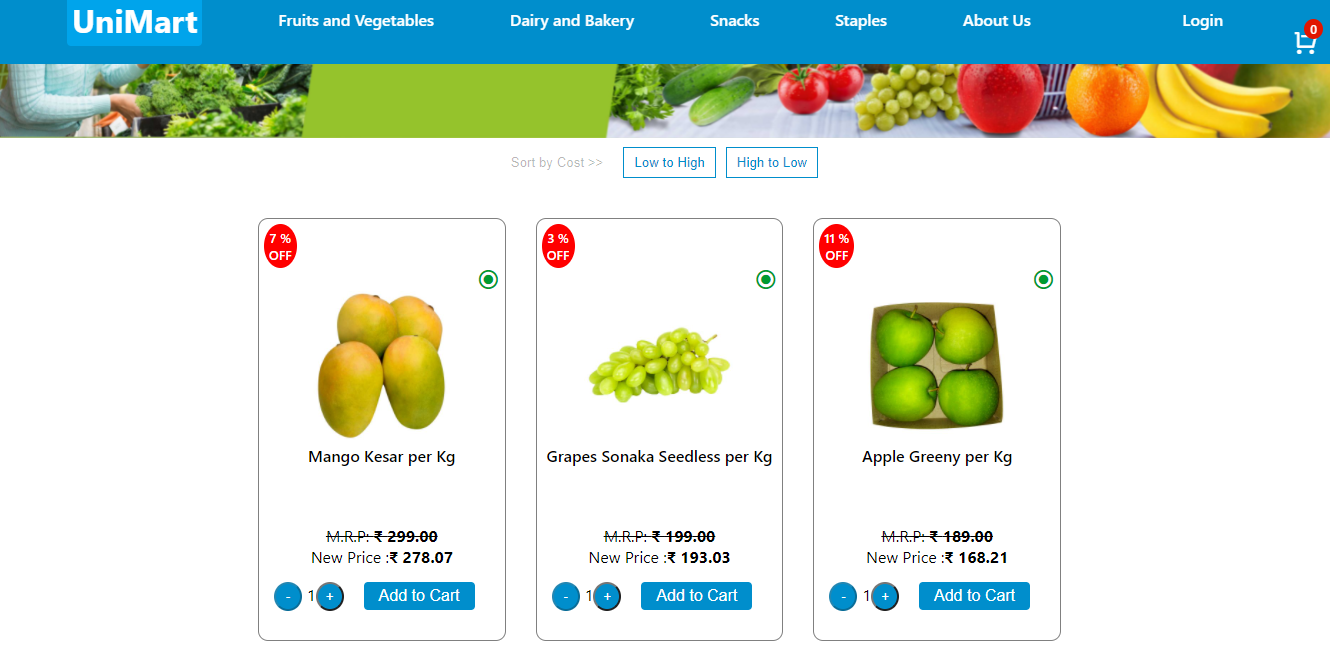 UniMart
Fruits and Vegetables
Dairy and Bakery
Snacks
Staples
About Us
Login
0
Sort by Cost >>
Low to High
High to Low
7 %
OFF
3 %
OFF
11 %
OFF
Mango Kesar per Kg
Grapes Sonaka Seedless per Kg
Apple Greeny per Kg
M.R.P: ₹ 299.00
New Price :₹ 278.07
M.R.P: ₹ 199.00
New Price :₹ 193.03
M.R.P: ₹ 189.00
New Price :₹ 168.21
- 1 +
Add to Cart
- 1 +
Add to Cart
- 1 +
Add to Cart